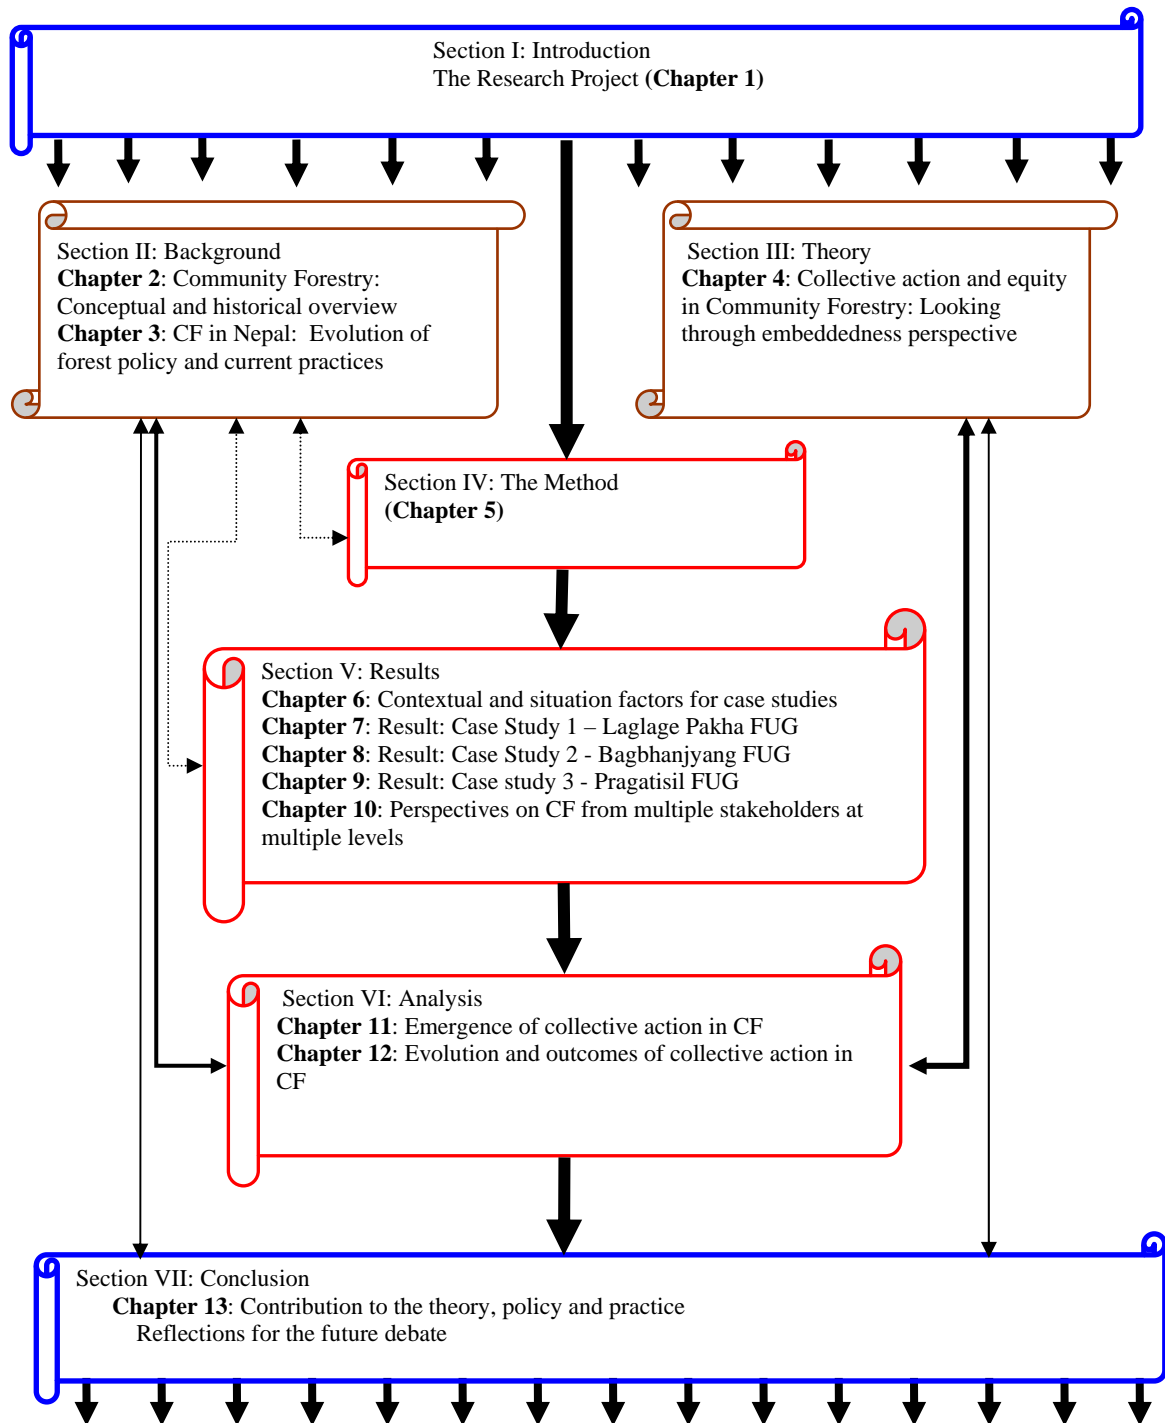 Section I: Introduction
The Research Project (Chapter 1)
Section II: Background
Chapter 2: Community Forestry:
Conceptual and historical overview
Chapter 3: CF in Nepal: Evolution of
forest policy and current practices
Section III: Theory
Chapter 4: Collective action and equity
in Community Forestry: Looking
through embeddedness perspective
Section IV: The Method
(Chapter 5)
Section V: Results
Chapter 6: Contextual and situation factors for case studies
Chapter 7: Result: Case Study 1 – Laglage Pakha FUG
Chapter 8: Result: Case Study 2 - Bagbhanjyang FUG
Chapter 9: Result: Case study 3 - Pragatisil FUG
Chapter 10: Perspectives on CF from multiple stakeholders at
multiple levels
Section VI: Analysis
Chapter 11: Emergence of collective action in CF
Chapter 12: Evolution and outcomes of collective action in
CF
Section VII: Conclusion
Chapter 13: Contribution to the theory, policy and practice
Reflections for the future debate